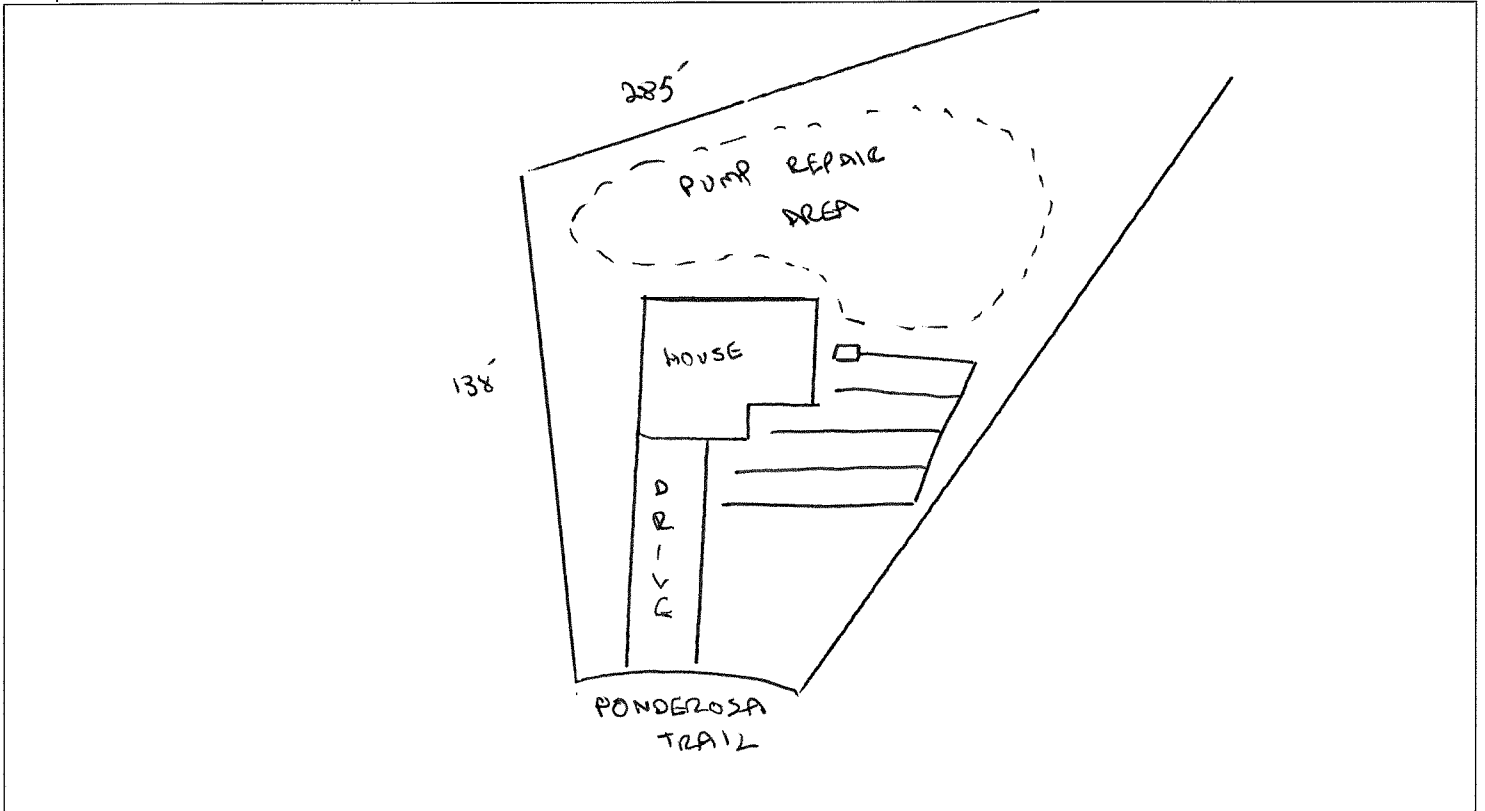 285'
PUMP REPAIR
AREA
HOUSE
138'
D
R
I
V
E
PONDEROSA
TRAIL